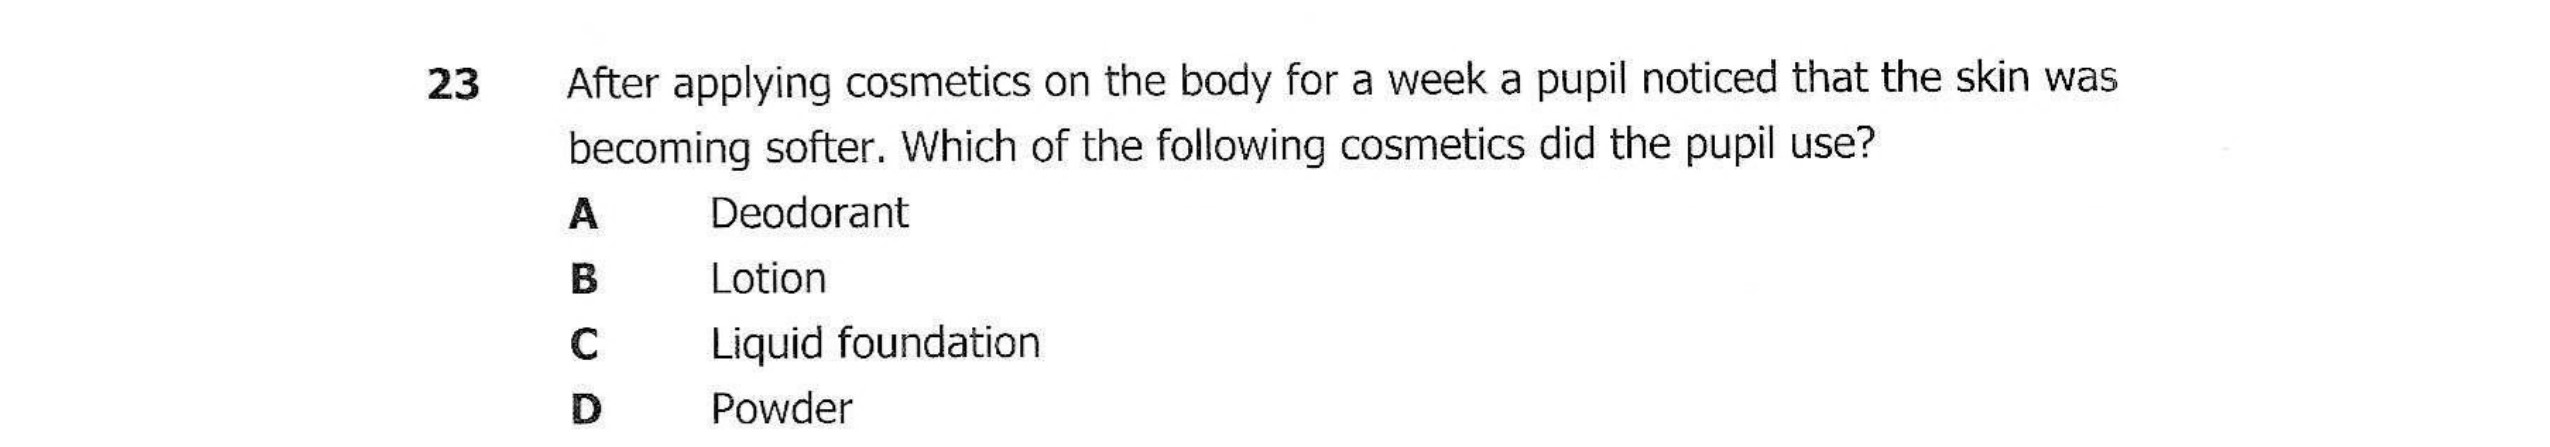 23 After applying cosmetics on the body for a week a pupil noticed that the skin was
becoming softer. Which of the following cosmetics did the pupil use?
A Deodorant
B Lotion
C Liquid foundation
D Powder